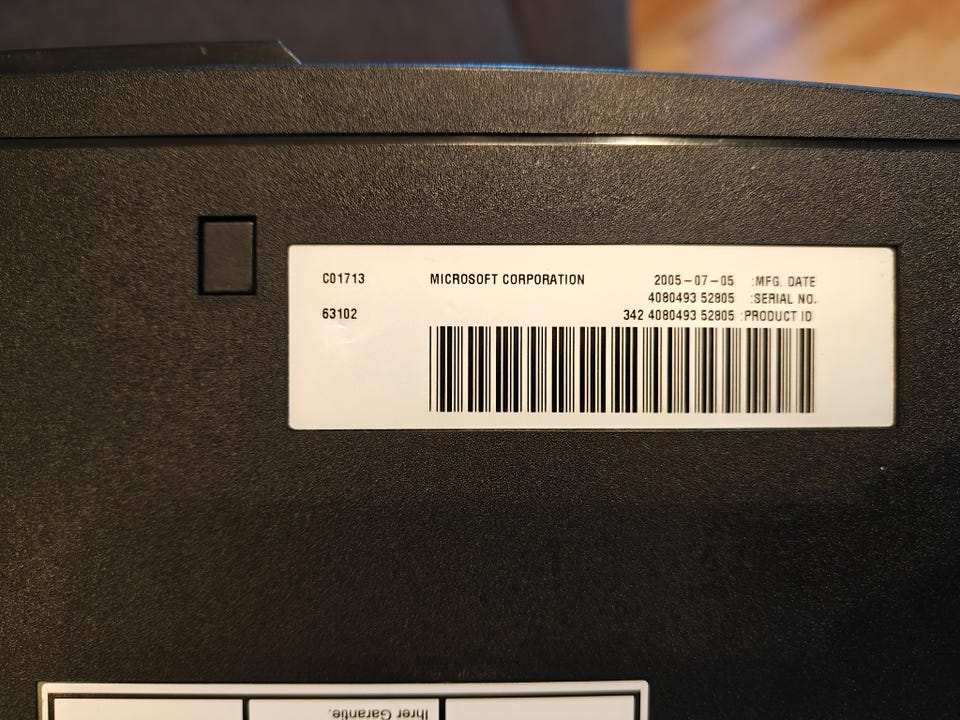 C01713
63102
MICROSOFT CORPORATION
2005-07-05 :MFG. DATE
4080493 52805 :SERIAL NO.
342 4080493 52805 :PRODUCT ID
Ihrer Garantie.